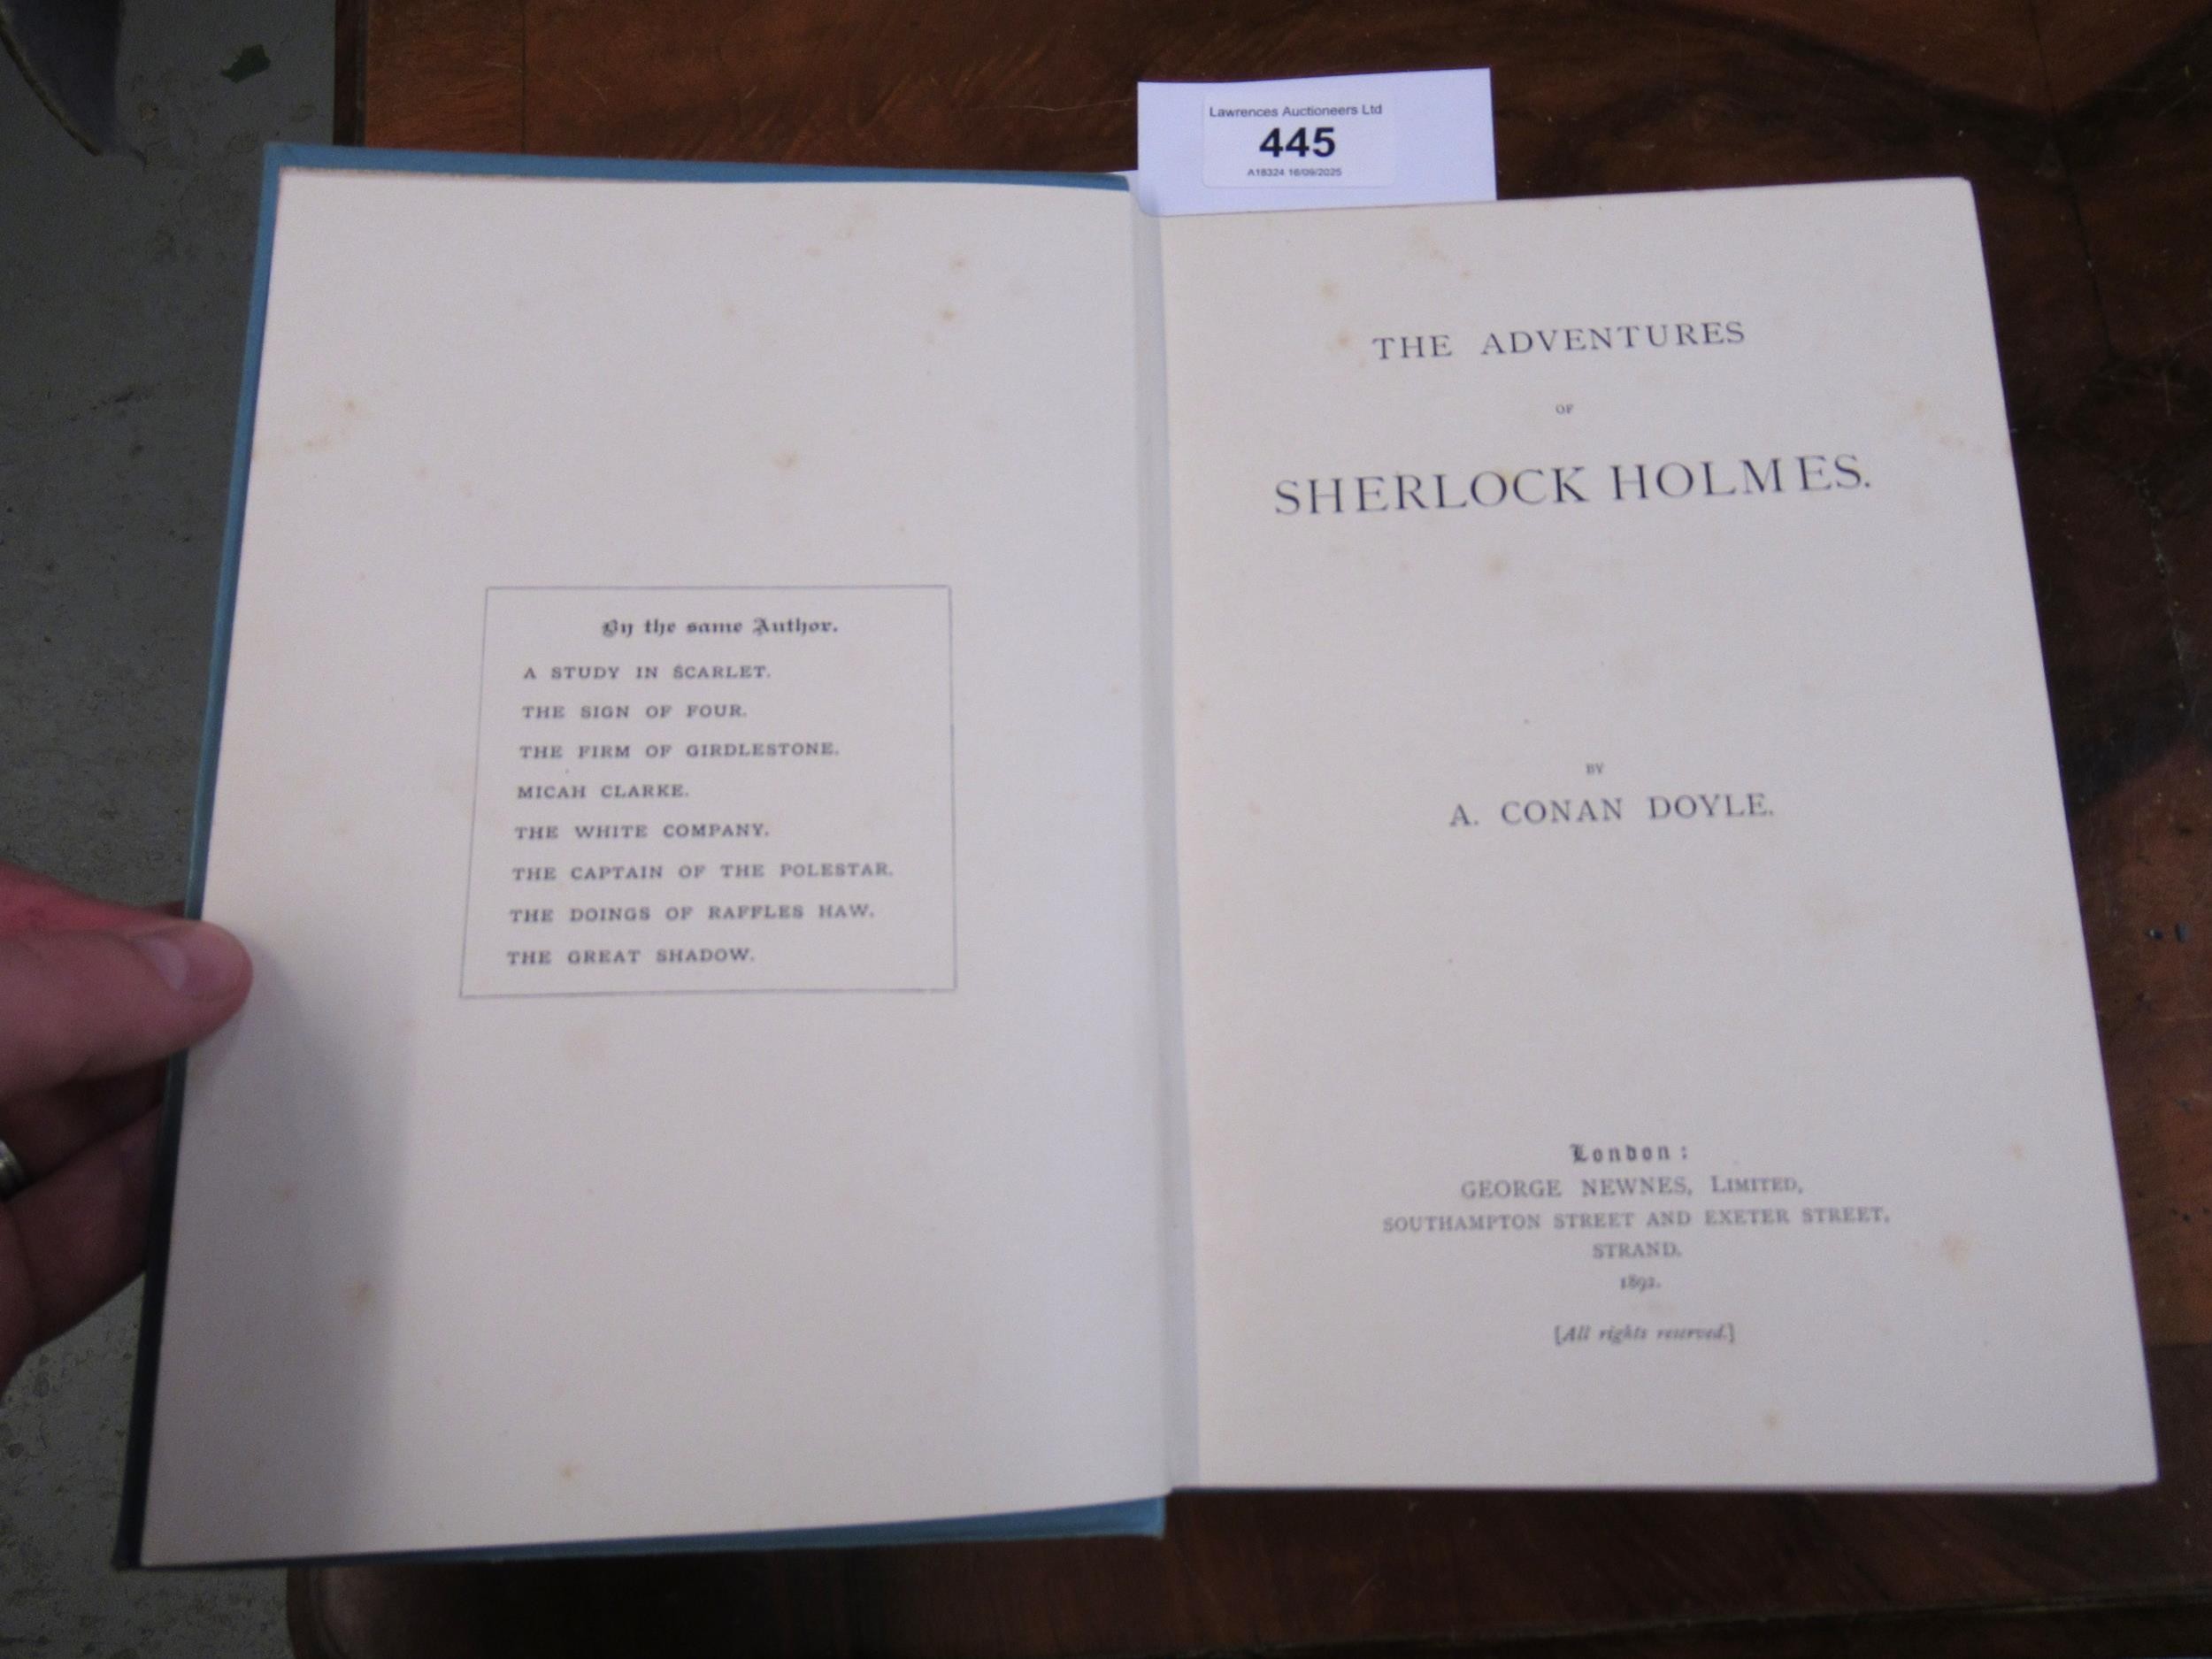 Lawrences Auctioneers Ltd
445
A18324 16/09/2025
By the same Author.
A STUDY IN SCARLET.
THE SIGN OF FOUR.
THE FIRM OF GIRDLESTONE.
MICAH CLARKE.
THE WHITE COMPANY.
THE CAPTAIN OF THE POLESTAR.
THE DOINGS OF RAFFLES HAW.
THE GREAT SHADOW.
THE ADVENTURES
OF
SHERLOCK HOLMES.
BY
A. CONAN DOYLE.
London:
GEORGE NEWNES, LIMITED,
SOUTHAMPTON STREET AND EXETER STREET,
STRAND.
1892.
[All rights reserved.]